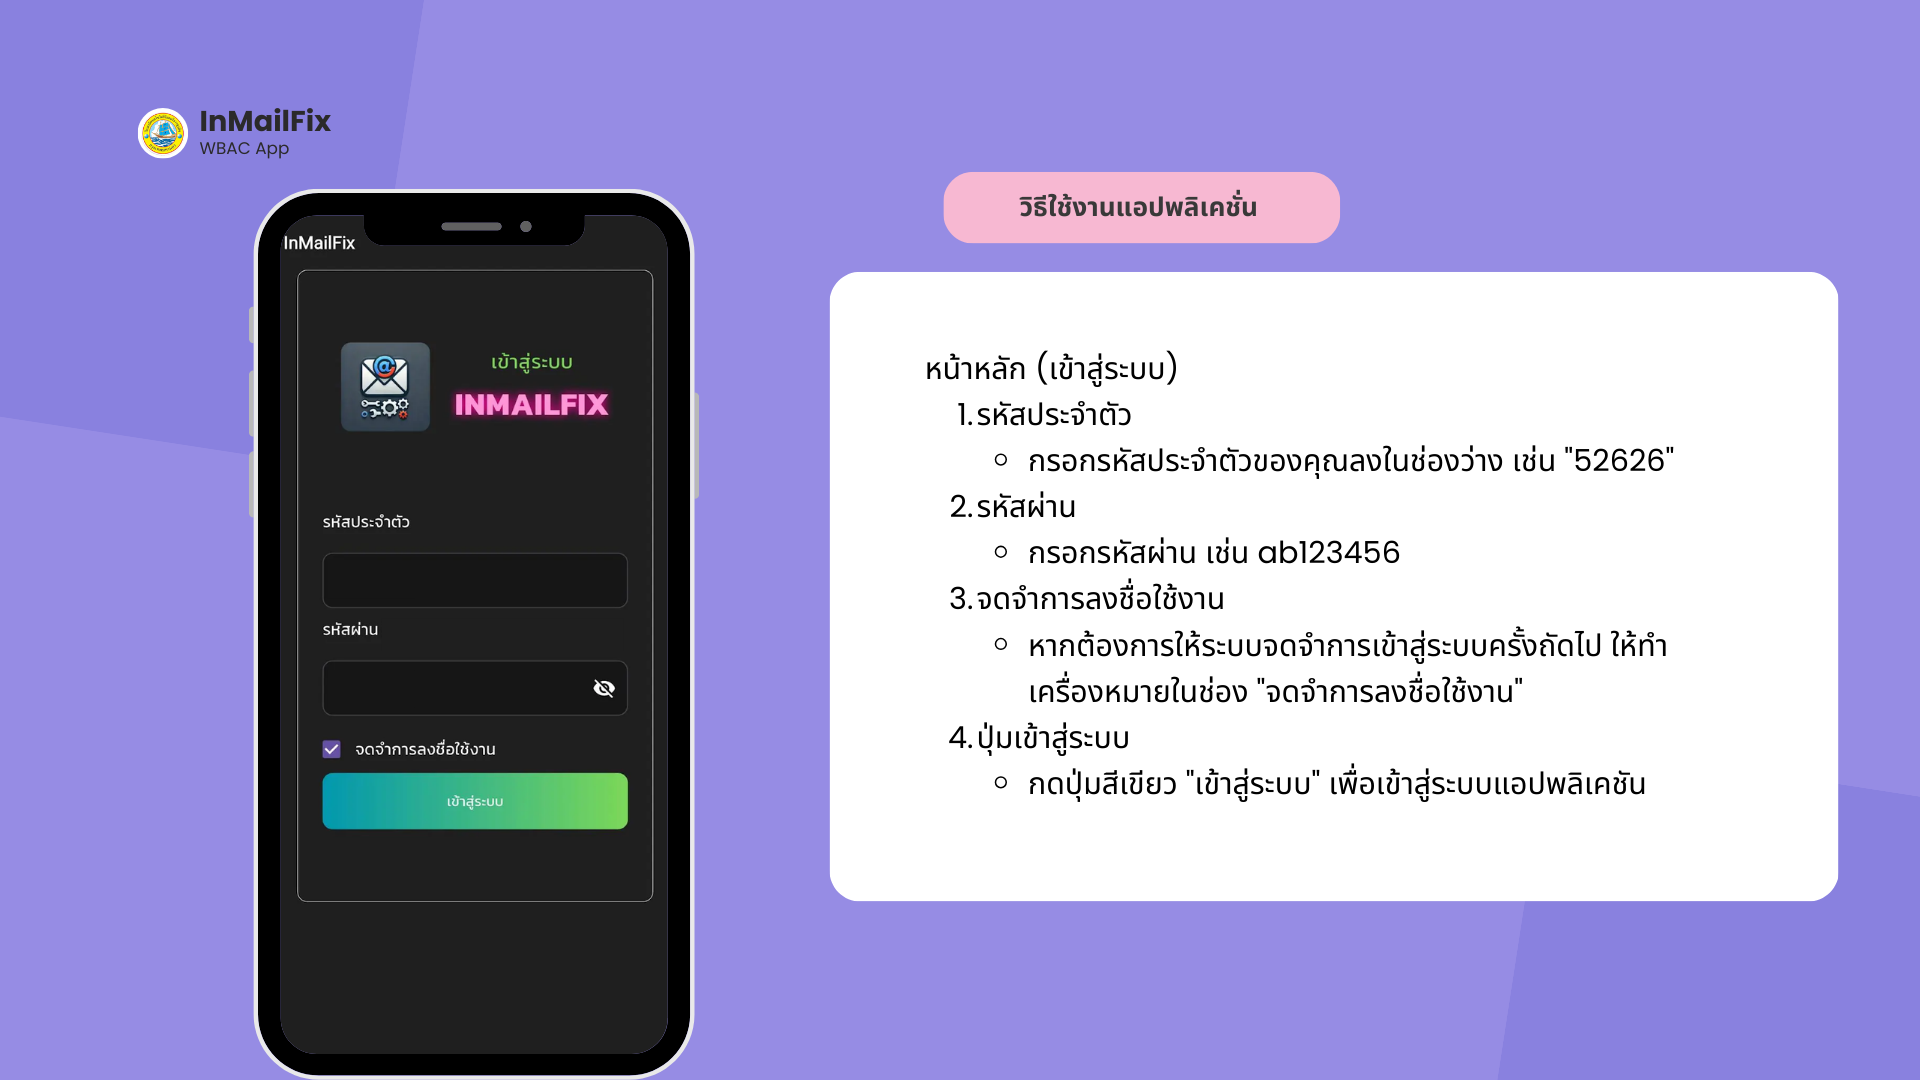 InMailFix
WBAC App
InMailFix
เข้าสู่ระบบ
INMAILFIX
รหัสประจำตัว
รหัสผ่าน
จดจำการลงชื่อใช้งาน
เข้าสู่ระบบ
วิธีใช้งานแอปพลิเคชั่น
หน้าหลัก (เข้าสู่ระบบ)
1. รหัสประจำตัว
กรอกรหัสประจำตัวของคุณลงในช่องว่าง เช่น "52626"
2. รหัสผ่าน
กรอกรหัสผ่าน เช่น ab123456
3. จดจำการลงชื่อใช้งาน
หากต้องการให้ระบบจดจำการเข้าสู่ระบบครั้งถัดไป ให้ทำ
เครื่องหมายในช่อง "จดจำการลงชื่อใช้งาน"
4. ปุ่มเข้าสู่ระบบ
กดปุ่มสีเขียว "เข้าสู่ระบบ" เพื่อเข้าสู่ระบบแอปพลิเคชัน